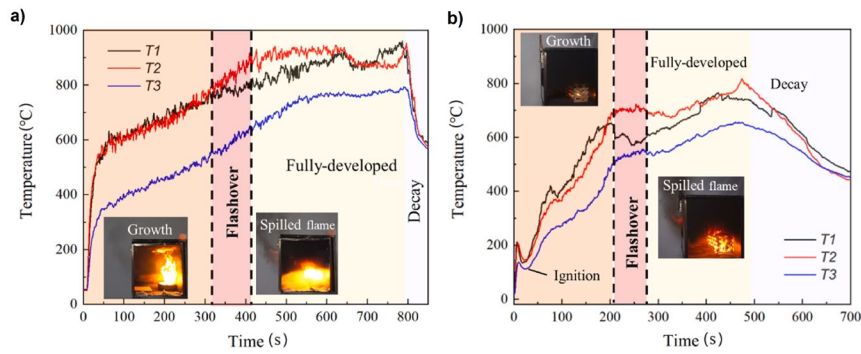 a)
1000
800
600
400
200
0
Temperature (℃)
T1
T2
T3
Flashover
Fully-developed
Decay
Growth
Spilled flame
0 100 200 300 400 500 600 700 800
Time (s)
b)
1000
800
600
400
200
0
Temperature (℃)
Growth
Fully-developed
Decay
Flashover
Spilled flame
Ignition
T1
T2
T3
0 100 200 300 400 500 600 700
Time (s)